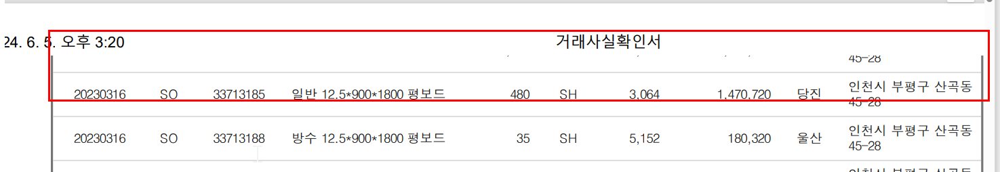 24. 6. 5. 오후 3:20 거래사실확인서
45-28
20230316 SO 33713185 일반 12.5*900*1800 평보드 480 SH 3,064 1,470,720 당진 인천시 부평구 산곡동
45-28
20230316 SO 33713188 방수 12.5*900*1800 평보드 35 SH 5,152 180,320 울산 인천시 부평구 산곡동
45-28